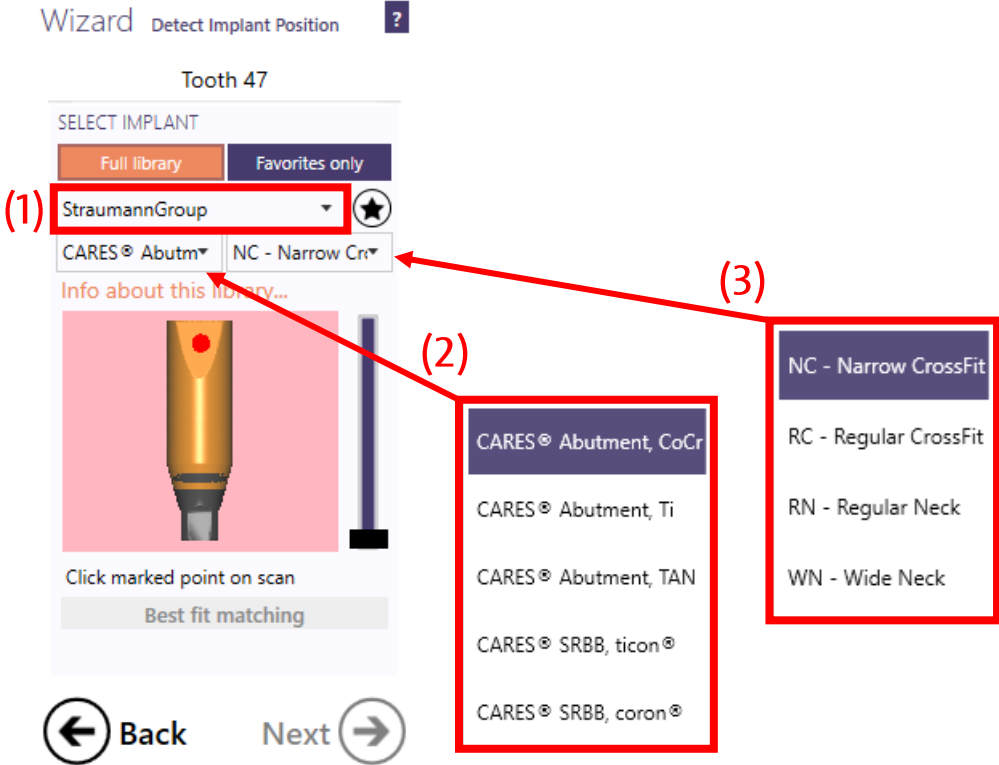 Wizard Detect Implant Position ?
Tooth 47
SELECT IMPLANT
Full library Favorites only
(1) StraumannGroup
CARES® Abutm NC - Narrow Cr
Info about this library...
(2)
(3)
Click marked point on scan
Best fit matching
Back Next
CARES® Abutment, CoCr
CARES® Abutment, Ti
CARES® Abutment, TAN
CARES® SRBB, ticon®
CARES® SRBB, coron®
NC - Narrow CrossFit
RC - Regular CrossFit
RN - Regular Neck
WN - Wide Neck